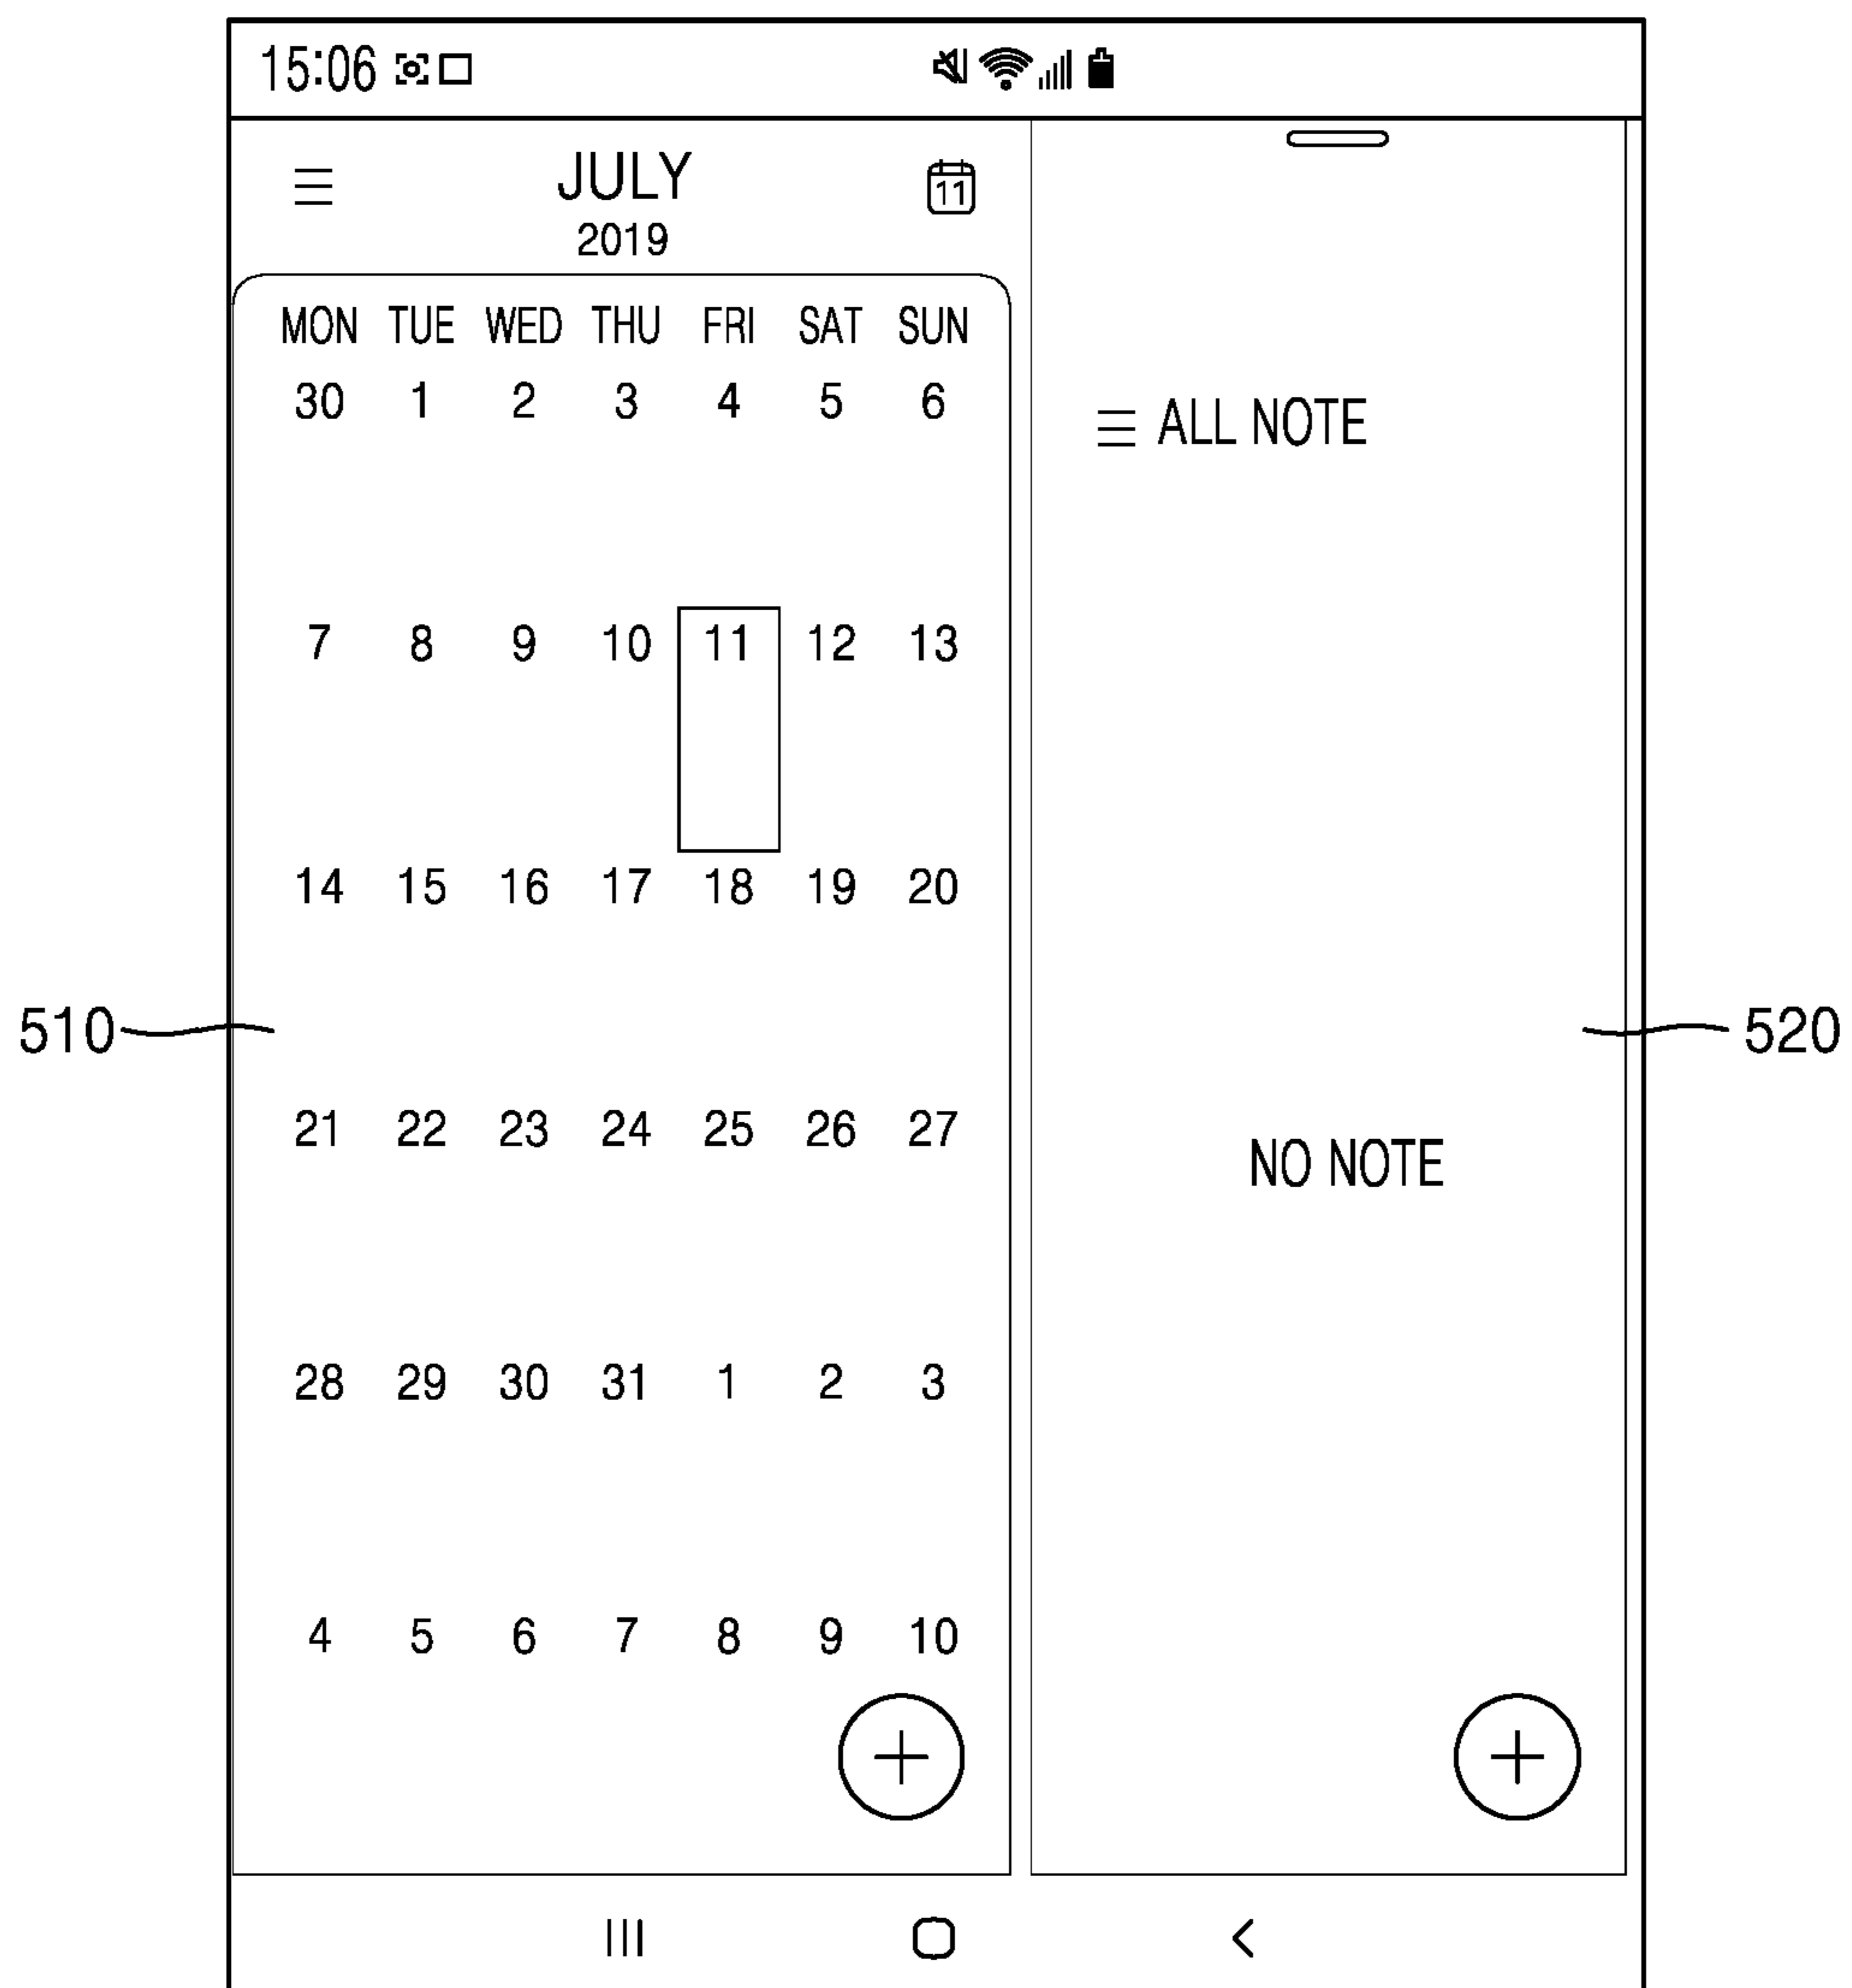 15:06
JULY
11
2019
MON TUE WED THU FRI SAT SUN
30 1 2 3 4 5 6
ALL NOTE
7 8 9 10 11 12 13
14 15 16 17 18 19 20
510
520
21 22 23 24 25 26 27
NO NOTE
28 29 30 31 1 2 3
4 5 6 7 8 9 10